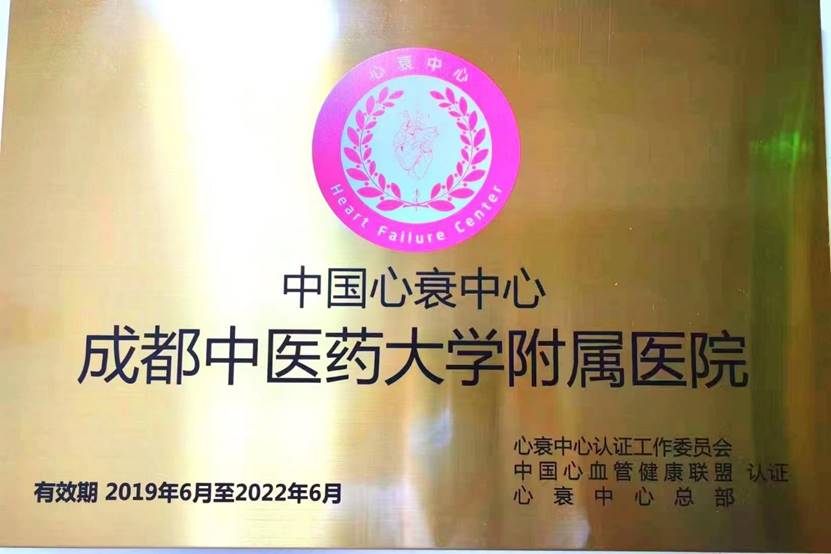 心衰中心
Heart Failure Center
中国心衰中心
成都中医药大学附属医院
心衰中心认证工作委员会
中国心血管健康联盟 认证
心衰中心总部
有效期 2019年6月至2022年6月